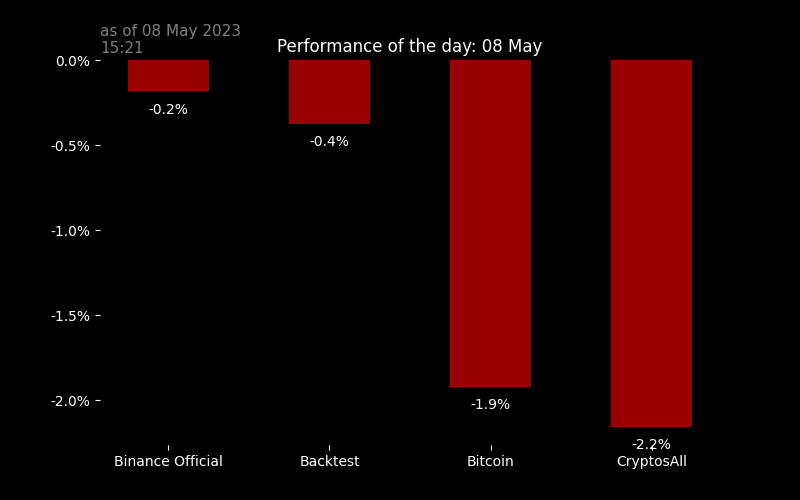 as of 08 May 2023
15:21
Performance of the day: 08 May
0.0%
-0.5%
-1.0%
-1.5%
-2.0%
-0.2%
-0.4%
-1.9%
-2.2%
Binance Official
Backtest
Bitcoin
CryptosAll